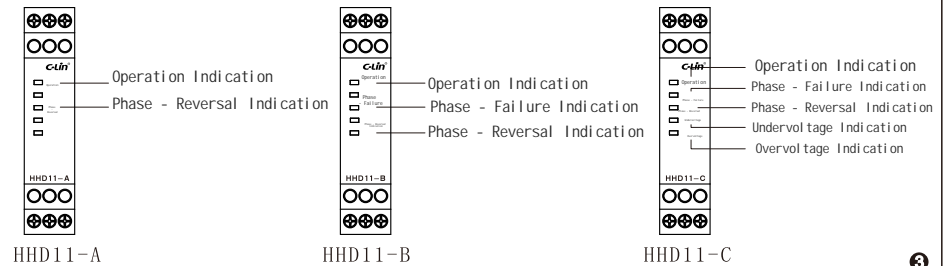 C-Lin®
Operation
Operation Indication
Phase - Reversal Indication
HHD11-A
HHD11-A
C-Lin®
Operation
Phase
- Failure
Operation Indication
Phase - Failure Indication
Phase - Reversal Indication
HHD11-B
HHD11-B
C-Lin®
Operation
Operation Indication
Phase - Failure Indication
Phase - Reversal Indication
Undervoltage Indication
Overvoltage Indication
HHD11-C
HHD11-C
3